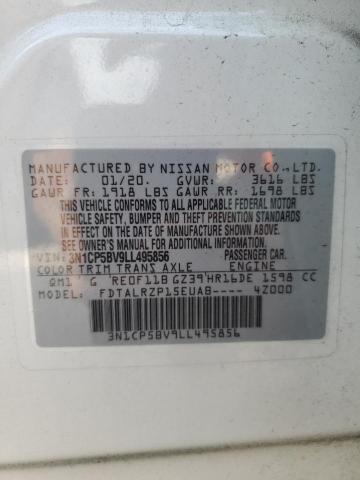 MANUFACTURED BY NISSAN MOTOR CO.,LTD.
DATE: 01/20. GVWR: 3616 LBS
GAWR FR: 1918 LBS GAWR RR: 1698 LBS
THIS VEHICLE CONFORMS TO ALL APPLICABLE FEDERAL MOTOR
VEHICLE SAFETY, BUMPER AND THEFT PREVENTION STANDARDS
IN EFFECT ON THE DATE OF MANUFACTURE SHOWN ABOVE.
SEE OWNER'S MANUAL FOR ADDITIONAL INFORMATION.
VIN: 3N1CP5BV9LL495856 PASSENGER CAR.
COLOR TRIM TRANS AXLE ENGINE
QM1 G RE0F11B GZ39 HR16DE 1598 CC
MODEL: FDTALRZP15EUAB---- 4Z000
3N1CP5BV9LL495856